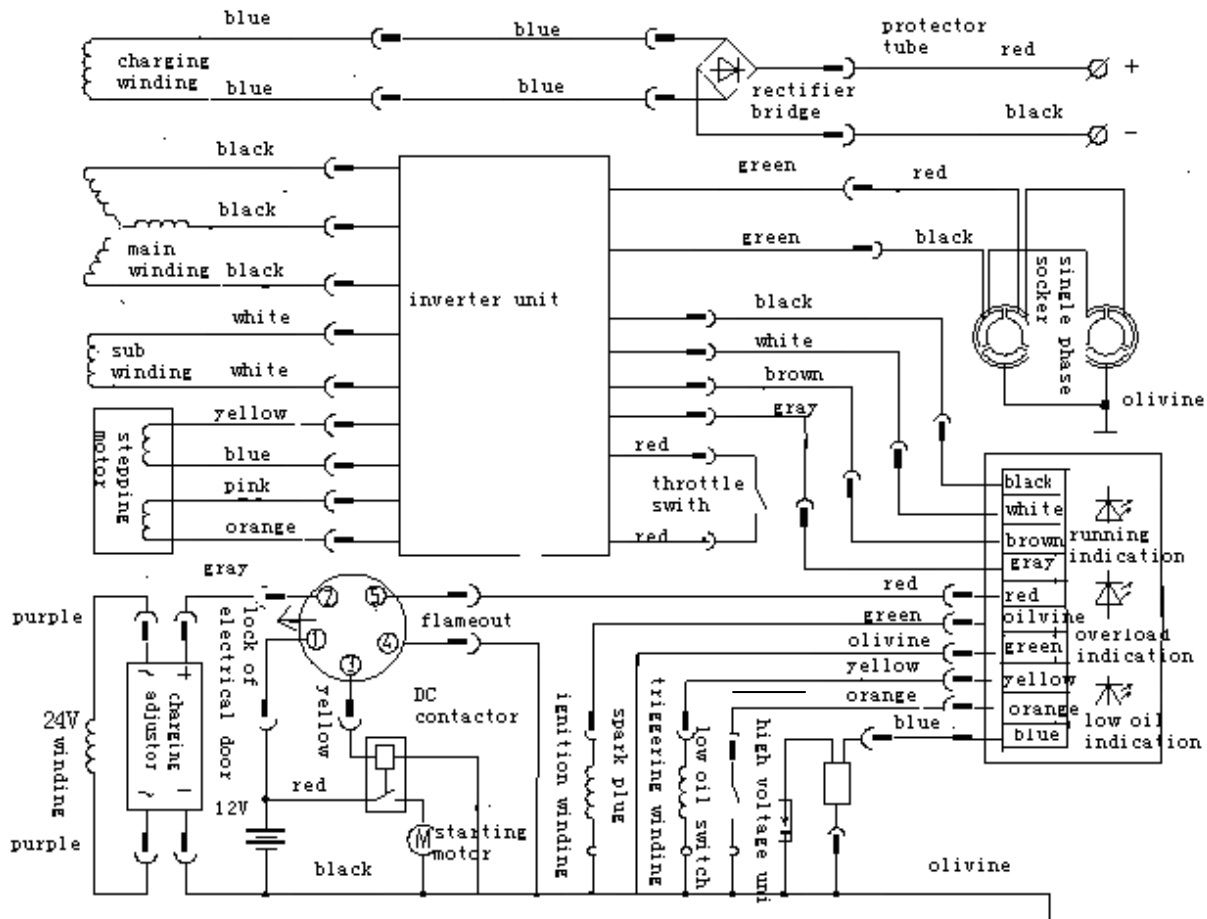 blue
blue
protector
tube
red
+
charging
winding
blue
blue
rectifier
bridge
black
-
black
green
red
black
main
winding
black
green
black
single phase
socker
inverter unit
white
sub
winding
white
black
white
brown
gray
olivine
yellow
stepping
motor
blue
pink
orange
red
throttle
swith
red
black
white
brown
gray
running
indication
gray
purple
lock of
electrical door
2
5
1
4
3
flameout
red
red
green
oilvine
overload
indication
olivine
green
yellow
yellow
orange
orange
low oil
indication
blue
blue
24V
winding
~
+
charging
adjustor
~
-
yellow
DC
contactor
ignition winding
spark plug
triggering winding
low oil switch
high voltage uni
red
12V
M
starting
motor
purple
black
olivine